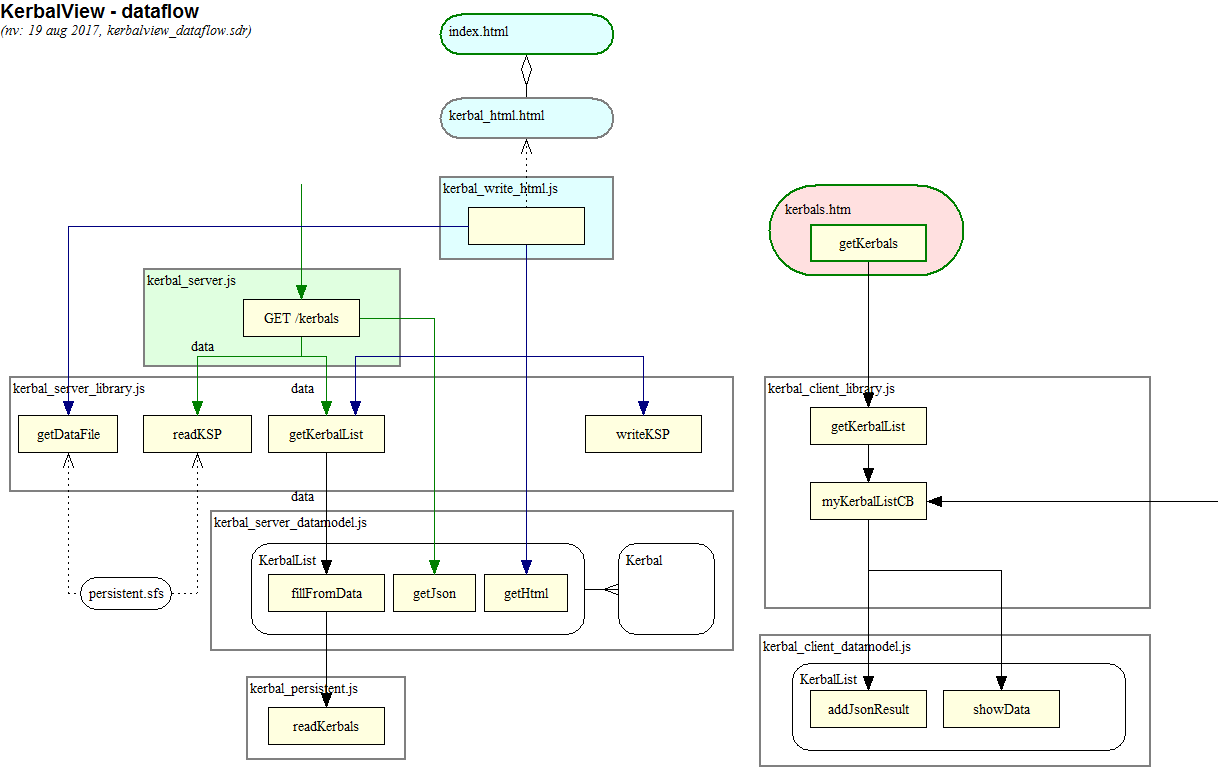 KerbalView - dataflow
(nv: 19 aug 2017, kerbalview_dataflow.sdr)
index.html
kerbal_html.html
kerbal_write_html.js
kerbals.htm
getKerbals
kerbal_server.js
GET /kerbals
data
kerbal_server_library.js
data
kerbal_client_library.js
getDataFile
readKSP
getKerbalList
writeKSP
getKerbalList
data
myKerbalListCB
kerbal_server_datamodel.js
KerbalList
Kerbal
fillFromData
getJson
getHtml
persistent.sfs
kerbal_client_datamodel.js
KerbalList
kerbal_persistent.js
addJsonResult
showData
readKerbals